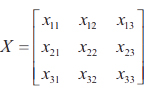 X = [ x₁₁ x₁₂ x₁₃
x₂₁ x₂₂ x₂₃
x₃₁ x₃₂ x₃₃ ]